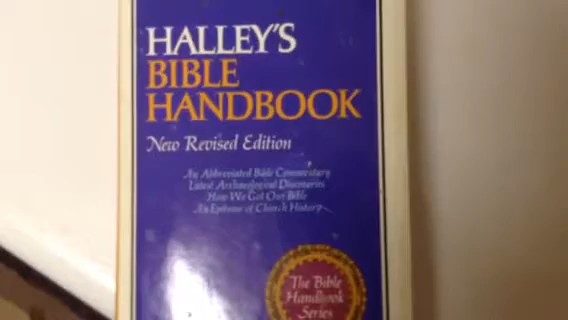 HALLEY'S
BIBLE
HANDBOOK
New Revised Edition
An Abbreviated Bible Commentary
Latest Archaeological Discoveries
How We Got Our Bible
An Epitome of Church History
The Bible
Handbook
Series